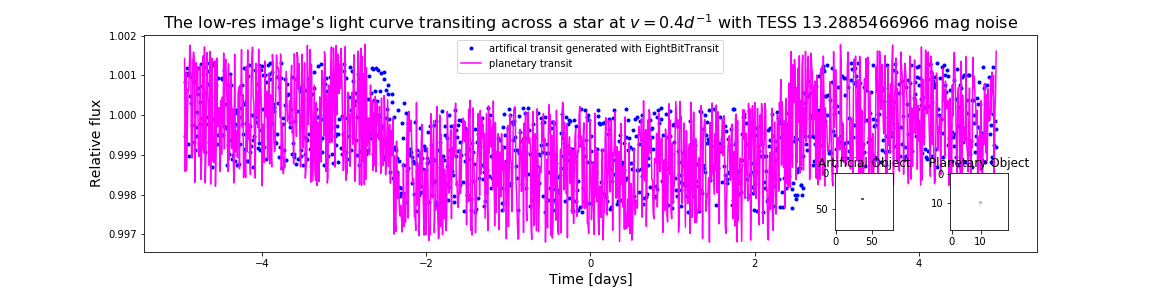 The low-res image's light curve transiting across a star at v = 0.4d⁻¹ with TESS 13.2885466966 mag noise
1.002
1.001
1.000
0.999
0.998
0.997
Relative flux
artifical transit generated with EightBitTransit
planetary transit
Artificial Object
Planetary Object
0
50
0
50
0
10
0
10
−4
−2
0
2
4
Time [days]